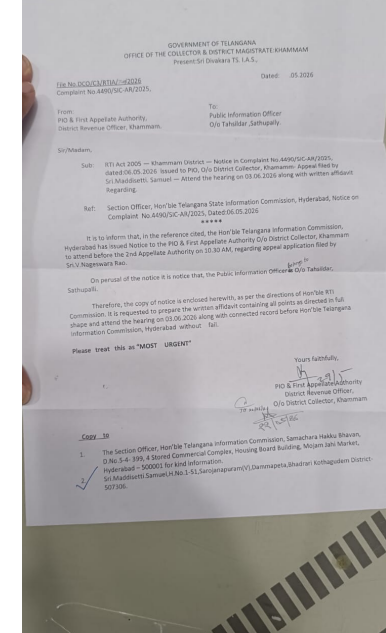 GOVERNMENT OF TELANGANA
OFFICE OF THE COLLECTOR & DISTRICT MAGISTRATE:KHAMMAM
Present:Sri Divakara TS. I.A.S.,
File No.DCO/C3/RTIA/ /2026
Dated: .05.2026
Complaint No.4490/SIC-AR/2025,
From:
PIO & First Appellate Authority,
District Revenue Officer, Khammam.
To:
Public Information Officer
O/o Tahsildar, Sathupally.
Sir/Madam,
Sub: RTI Act 2005 — Khammam District — Notice in Complaint No.4490/SIC-AR/2025,
dated:06.05.2026 Issued to PIO, O/o District Collector, Khammam- Appeal filed by
Sri.Maddisetti. Samuel — Attend the hearing on 03.06.2026 along with written affidavit
Regarding.
Ref: Section Officer, Hon'ble Telangana State Information Commission, Hyderabad, Notice on
Complaint No.4490/SIC-AR/2025, Dated:06.05.2026
*****
It is to inform that, in the reference cited, the Hon'ble Telangana Information Commission,
Hyderabad has issued Notice to the PIO & First Appellate Authority O/o District Collector, Khammam
to attend before the 2nd Appellate Authority on 10.30 AM, regarding appeal application filed by
Sri.V.Nageswara Rao.
On perusal of the notice it is notice that, the Public Information Officer is O/o Tahsildar,
Sathupalli.
Therefore, the copy of notice is enclosed herewith, as per the directions of Hon'ble RTI
Commission. It is requested to prepare the written affidavit containing all points as directed in full
shape and attend the hearing on 03.06.2026 along with connected record before Hon'ble Telangana
Information Commission, Hyderabad without fail.
Please treat this as "MOST URGENT"
Yours faithfully,
PIO & First Appellate Authority
District Revenue Officer,
O/o District Collector, Khammam
Copy to
1. The Section Officer, Hon'ble Telangana Information Commission, Samachara Hakku Bhavan,
D.No.5-4-399, 4 Stored Commercial Complex, Housing Board Building, Mojam Jahi Market,
Hyderabad – 500001 for kind information.
2. Sri.Maddisetti Samuel,H.No.1-51,Sarojanapuram(V),Dammapeta,Bhadrari Kothagudem District-
507306.